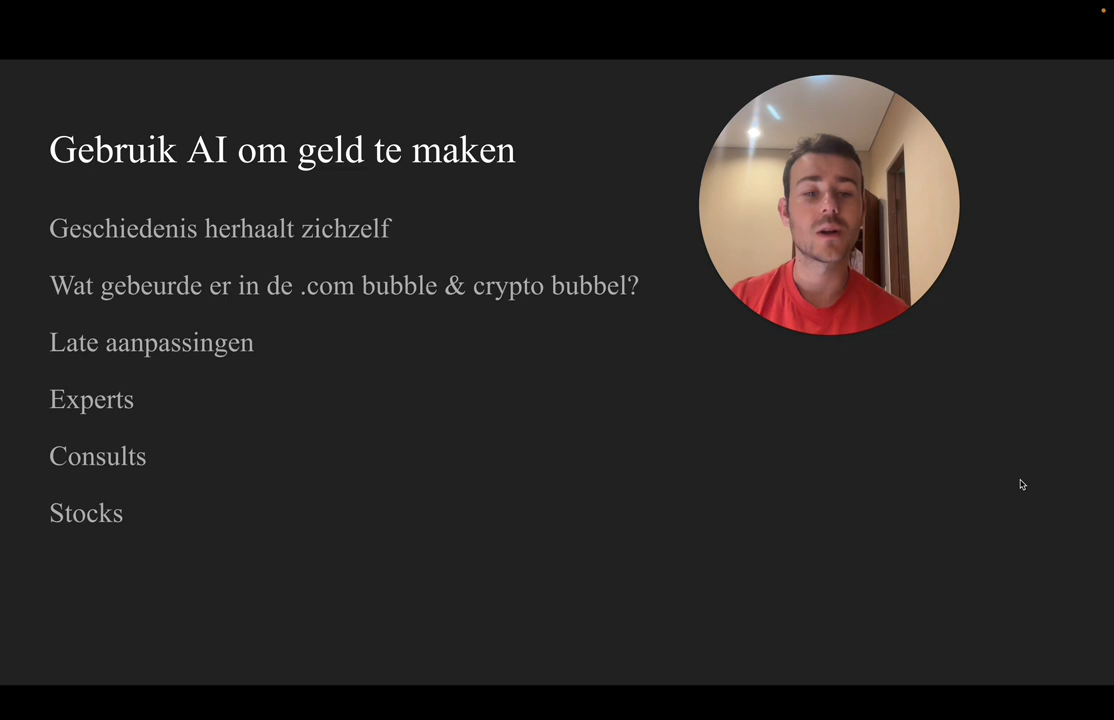 Gebruik AI om geld te maken
Geschiedenis herhaalt zichzelf
Wat gebeurde er in de .com bubble & crypto bubbel?
Late aanpassingen
Experts
Consults
Stocks